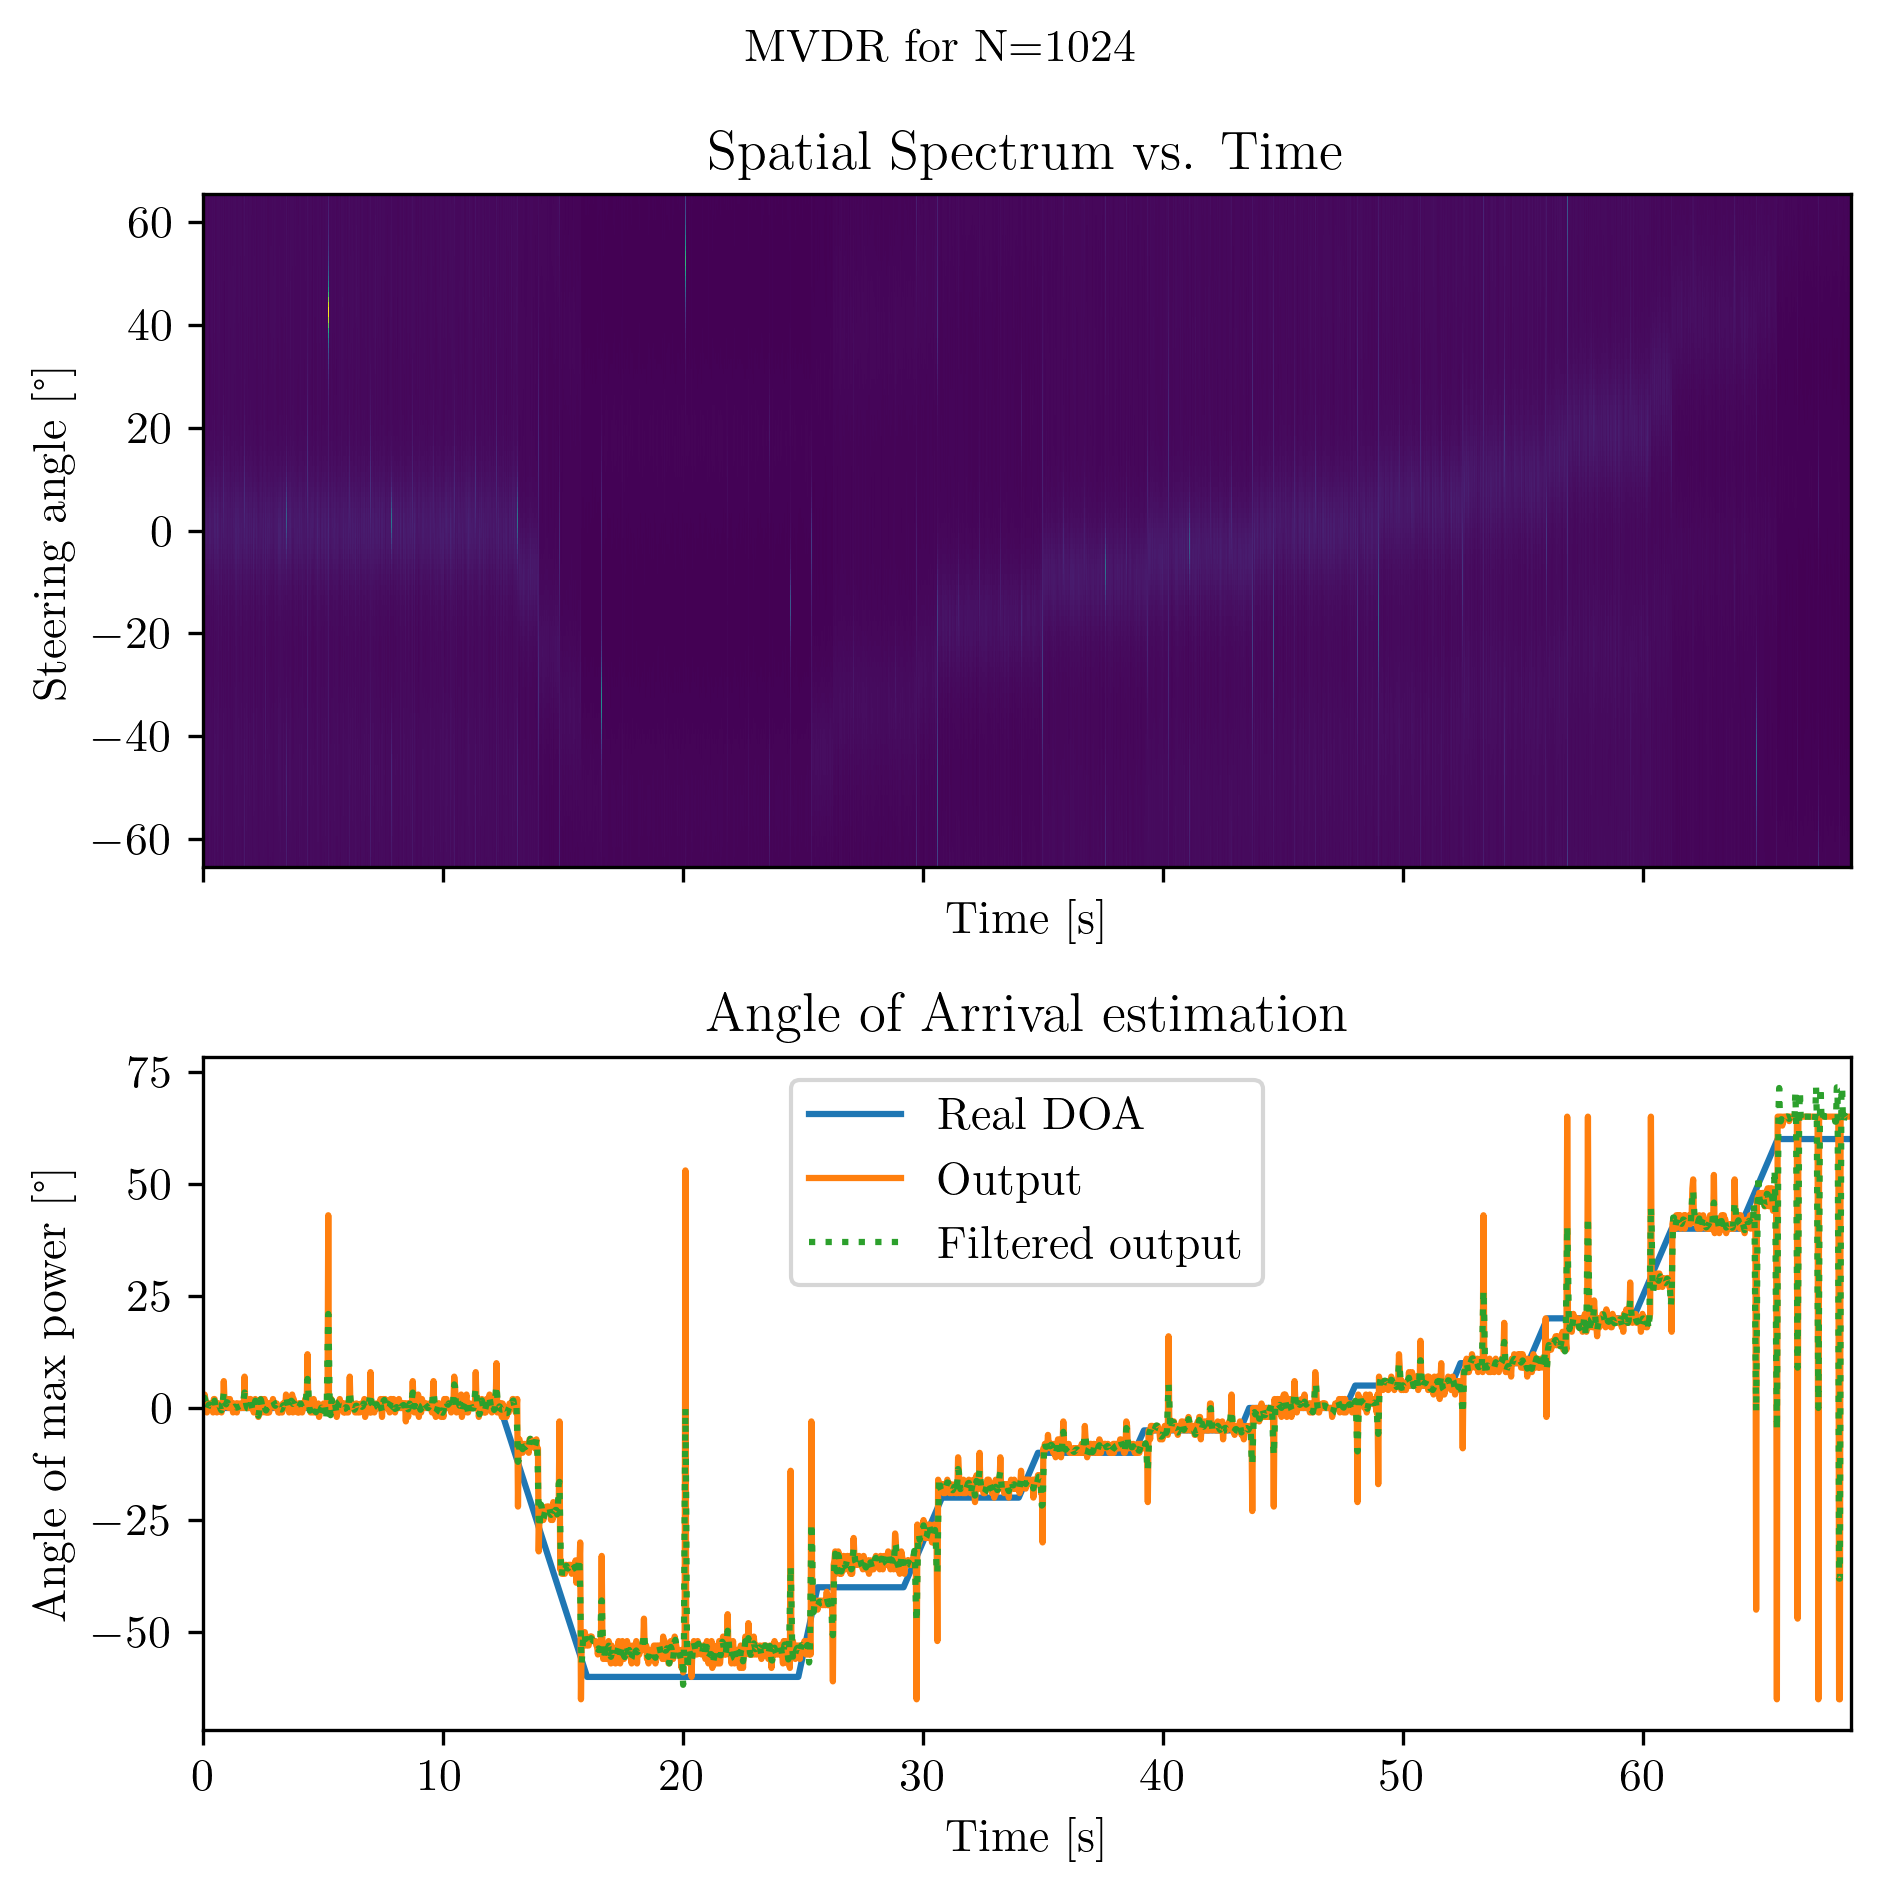 MVDR for N=1024
Spatial Spectrum vs. Time
Steering angle [°]
60
40
20
0
−20
−40
−60
Time [s]
Angle of Arrival estimation
Angle of max power [°]
75
50
25
0
−25
−50
Real DOA
Output
Filtered output
0 10 20 30 40 50 60
Time [s]